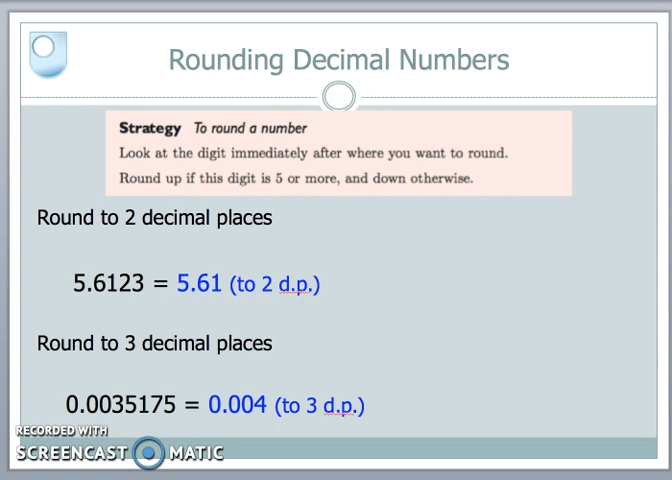 Rounding Decimal Numbers
Strategy To round a number
Look at the digit immediately after where you want to round.
Round up if this digit is 5 or more, and down otherwise.
Round to 2 decimal places
5.6123 = 5.61 (to 2 d.p.)
Round to 3 decimal places
0.0035175 = 0.004 (to 3 d.p.)
RECORDED WITH
SCREENCAST MATIC